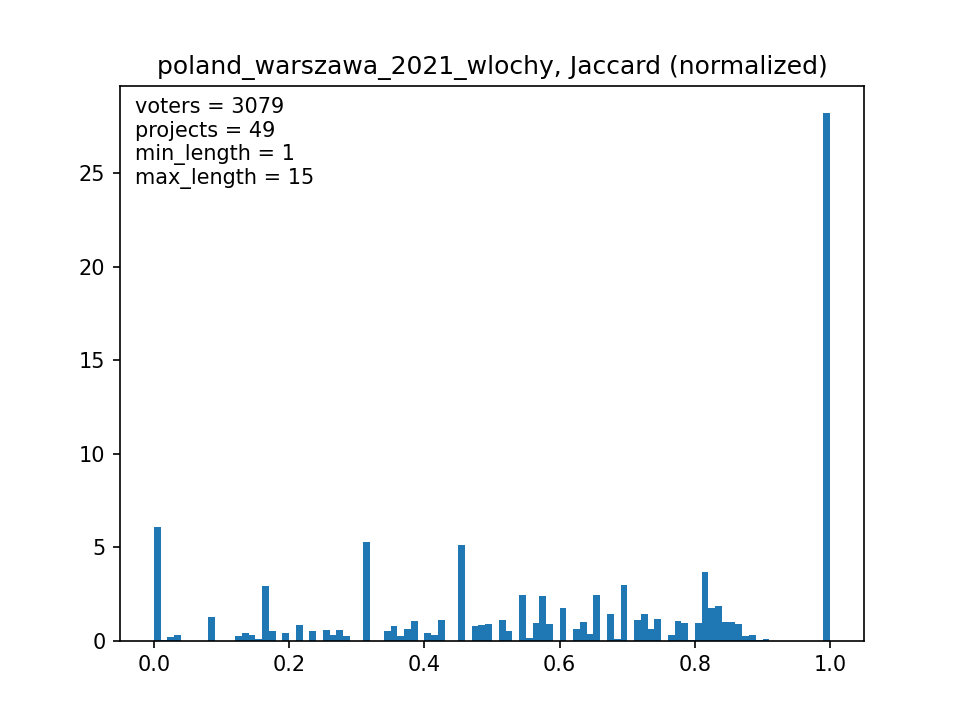 poland_warszawa_2021_wlochy, Jaccard (normalized)
voters = 3079
projects = 49
min_length = 1
max_length = 15
25
20
15
10
5
0
0.0 0.2 0.4 0.6 0.8 1.0